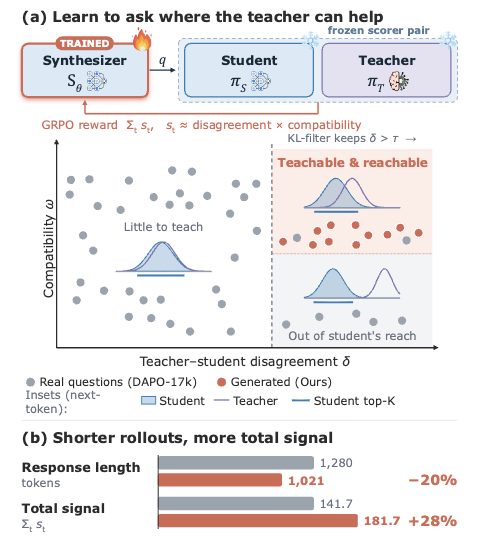 (a) Learn to ask where the teacher can help
frozen scorer pair
TRAINED
Synthesizer
Sθ
q
Student
πS
Teacher
πT
GRPO reward Σt st, st ≈ disagreement × compatibility
KL-filter keeps δ > τ →
Teachable & reachable
Little to teach
Out of student's reach
Compatibility ω
Teacher–student disagreement δ
Real questions (DAPO-17k) Generated (Ours)
Insets (next-token): Student Teacher Student top-K
(b) Shorter rollouts, more total signal
Response length
tokens
1,280
1,021
−20%
Total signal
Σt st
141.7
181.7 +28%